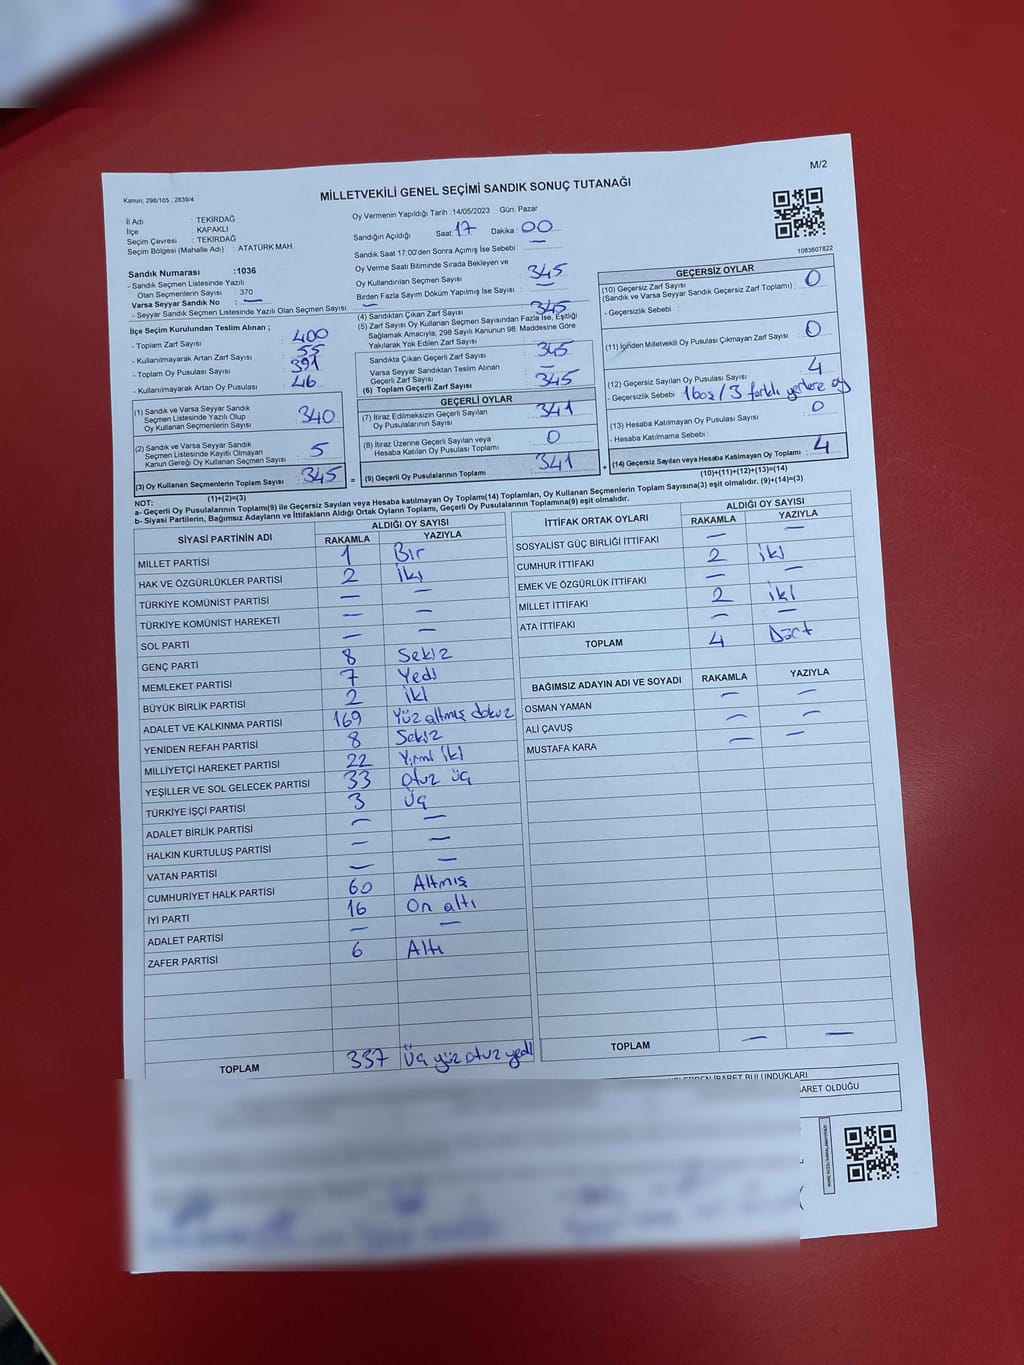 M/2
Kanun; 298/105 , 2839/4
MİLLETVEKİLİ GENEL SEÇİMİ SANDIK SONUÇ TUTANAĞI
İl Adı : TEKİRDAĞ
İlçe : KAPAKLI
Seçim Çevresi : TEKİRDAĞ
Seçim Bölgesi (Mahalle Adı) : ATATÜRK MAH
Sandık Numarası :1036
- Sandık Seçmen Listesinde Yazılı
Olan Seçmenlerin Sayısı : 370
Varsa Seyyar Sandık No : —
- Seyyar Sandık Seçmen Listesinde Yazılı Olan Seçmen Sayısı: —
Oy Vermenin Yapıldığı Tarih :14/05/2023 Gün: Pazar
Sandığın Açıldığı Saat: 17 Dakika: 00
Sandık Saat 17:00'den Sonra Açımış İse Sebebi : —
Oy Verme Saati Bitiminde Sırada Bekleyen ve
Oy Kullandırılan Seçmen Sayısı : 345
Birden Fazla Sayım Döküm Yapılmış İse Sayısı : —
1083607822
İlçe Seçim Kurulundan Teslim Alınan ;
- Toplam Zarf Sayısı : 400
- Kullanılmayarak Artan Zarf Sayısı : 55
- Toplam Oy Pusulası Sayısı : 391
- Kullanılmayarak Artan Oy Pusulası : 46
(1) Sandık ve Varsa Seyyar Sandık
Seçmen Listesinde Yazılı Olup
Oy Kullanan Seçmenlerin Sayısı : 340
(2) Sandık ve Varsa Seyyar Sandık
Seçmen Listesinde Kayıtlı Olmayan
Kanun Gereği Oy Kullanan Seçmen Sayısı : 5
(3) Oy Kullanan Seçmenlerin Toplam Sayısı : 345
(1)+(2)=(3)
(4) Sandıktan Çıkan Zarf Sayısı : 345
(5) Zarf Sayısı Oy Kullanan Seçmen Sayısından Fazla İse, Eşitliği
Sağlamak Amacıyla, 298 Sayılı Kanunun 98. Maddesine Göre
Yakılarak Yok Edilen Zarf Sayısı :
Sandıkta Çıkan Geçerli Zarf Sayısı : 345
Varsa Seyyar Sandıktan Teslim Alınan
Geçerli Zarf Sayısı : —
(6) Toplam Geçerli Zarf Sayısı : 345
GEÇERLİ OYLAR
(7) İtiraz Edilmeksizin Geçerli Sayılan
Oy Pusulalarının Sayısı : 341
(8) İtiraz Üzerine Geçerli Sayılan veya
Hesaba Katılan Oy Pusulası Toplamı : 0
= (9) Geçerli Oy Pusulalarının Toplamı : 341
GEÇERSİZ OYLAR
(10) Geçersiz Zarf Sayısı : 0
(Sandık ve Varsa Seyyar Sandık Geçersiz Zarf Toplamı) :
- Geçersizlik Sebebi :
(11) İçinden Milletvekili Oy Pusulası Çıkmayan Zarf Sayısı : 0
(12) Geçersiz Sayılan Oy Pusulası Sayısı : 4
- Geçersizlik Sebebi : 1 boş / 3 farklı yerlere oy
(13) Hesaba Katılmayan Oy Pusulası Sayısı : 0
- Hesaba Katılmama Sebebi :
+ (14) Geçersiz Sayılan veya Hesaba Katılmayan Oy Toplamı : 4
(10)+(11)+(12)+(13)=(14)
NOT:
a- Geçerli Oy Pusulalarının Toplamı(9) ile Geçersiz Sayılan veya Hesaba katılmayan Oy Toplamı(14) Toplamları, Oy Kullanan Seçmenlerin Toplam Sayısına(3) eşit olmalıdır. (9)+(14)=(3)
b- Siyasi Partilerin, Bağımsız Adayların ve İttifakların Aldığı Ortak Oyların Toplamı, Geçerli Oy Pusulalarının Toplamına(9) eşit olmalıdır.
SİYASİ PARTİNİN ADI ALDIĞI OY SAYISI
RAKAMLA YAZIYLA
MİLLET PARTİSİ 1 Bir
HAK VE ÖZGÜRLÜKLER PARTİSİ 2 iki
TÜRKİYE KOMÜNİST PARTİSİ — —
TÜRKİYE KOMÜNİST HAREKETİ — —
SOL PARTİ — —
GENÇ PARTİ 8 Sekiz
MEMLEKET PARTİSİ 7 Yedi
BÜYÜK BİRLİK PARTİSİ 2 iki
ADALET VE KALKINMA PARTİSİ 169 Yüz altmış dokuz
YENİDEN REFAH PARTİSİ 8 Sekiz
MİLLİYETÇİ HAREKET PARTİSİ 22 Yirmi iki
YEŞİLLER VE SOL GELECEK PARTİSİ 33 otuz üç
TÜRKİYE İŞÇİ PARTİSİ 3 üç
ADALET BİRLİK PARTİSİ — —
HALKIN KURTULUŞ PARTİSİ — —
VATAN PARTİSİ — —
CUMHURİYET HALK PARTİSİ 60 Altmış
İYİ PARTİ 16 On altı
ADALET PARTİSİ — —
ZAFER PARTİSİ 6 Altı
TOPLAM 337 Üç yüz otuz yedi
İTTİFAK ORTAK OYLARI ALDIĞI OY SAYISI
RAKAMLA YAZIYLA
SOSYALİST GÜÇ BİRLİĞİ İTTİFAKI — —
CUMHUR İTTİFAKI 2 iki
EMEK VE ÖZGÜRLÜK İTTİFAKI — —
MİLLET İTTİFAKI 2 iki
ATA İTTİFAKI — —
TOPLAM 4 Dört
BAĞIMSIZ ADAYIN ADI VE SOYADI RAKAMLA YAZIYLA
OSMAN YAMAN — —
ALİ ÇAVUŞ — —
MUSTAFA KARA — —
TOPLAM — —
BULUNDUKLARI
OLDUĞU